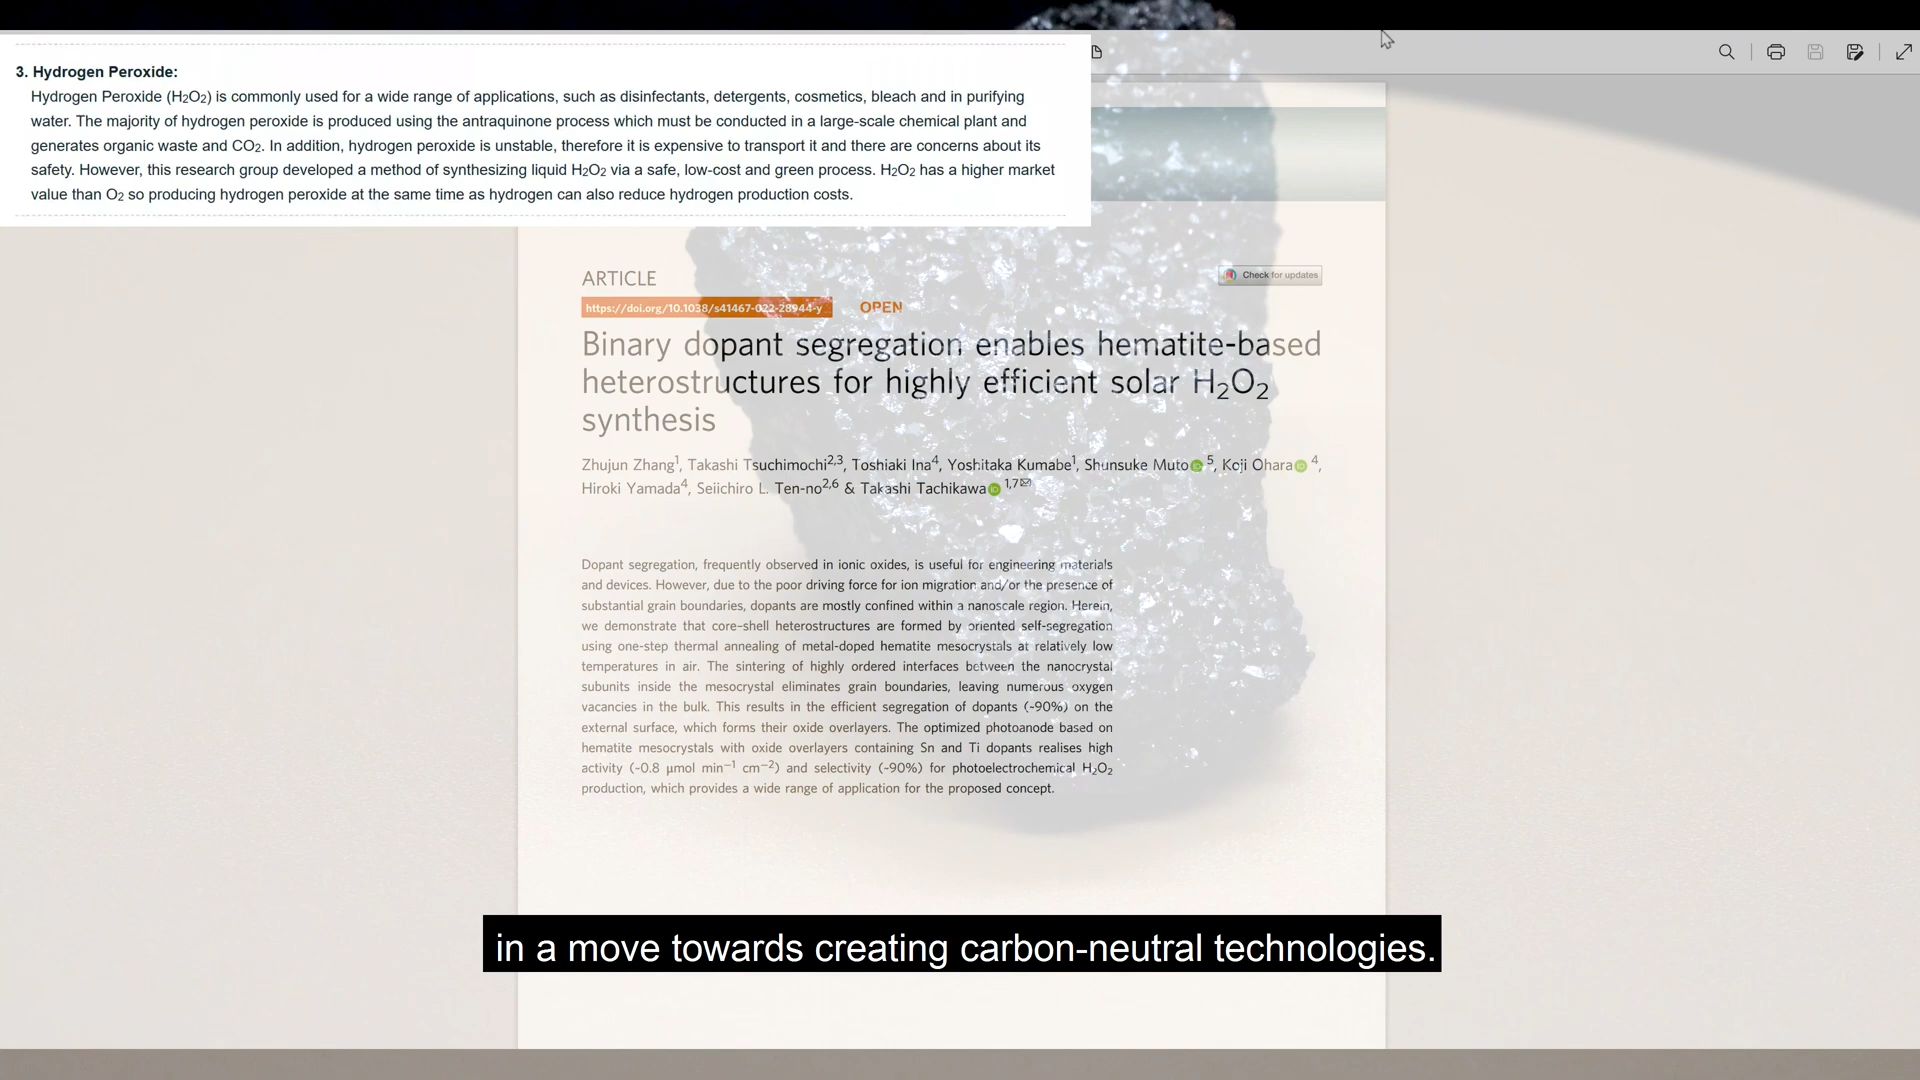 3. Hydrogen Peroxide:
Hydrogen Peroxide (H2O2) is commonly used for a wide range of applications, such as disinfectants, detergents, cosmetics, bleach and in purifying
water. The majority of hydrogen peroxide is produced using the antraquinone process which must be conducted in a large-scale chemical plant and
generates organic waste and CO2. In addition, hydrogen peroxide is unstable, therefore it is expensive to transport it and there are concerns about its
safety. However, this research group developed a method of synthesizing liquid H2O2 via a safe, low-cost and green process. H2O2 has a higher market
value than O2 so producing hydrogen peroxide at the same time as hydrogen can also reduce hydrogen production costs.
ARTICLE
Check for updates
https://doi.org/10.1038/s41467-022-28944-y
OPEN
Binary dopant segregation enables hematite-based
heterostructures for highly efficient solar H2O2
synthesis
Zhujun Zhang1, Takashi Tsuchimochi2,3, Toshiaki Ina4, Yoshitaka Kumabe1, Shunsuke Muto 5, Koji Ohara 4,
Hiroki Yamada4, Seiichiro L. Ten-no2,6 & Takashi Tachikawa 1,7✉
Dopant segregation, frequently observed in ionic oxides, is useful for engineering materials
and devices. However, due to the poor driving force for ion migration and/or the presence of
substantial grain boundaries, dopants are mostly confined within a nanoscale region. Herein,
we demonstrate that core–shell heterostructures are formed by oriented self-segregation
using one-step thermal annealing of metal-doped hematite mesocrystals at relatively low
temperatures in air. The sintering of highly ordered interfaces between the nanocrystal
subunits inside the mesocrystal eliminates grain boundaries, leaving numerous oxygen
vacancies in the bulk. This results in the efficient segregation of dopants (~90%) on the
external surface, which forms their oxide overlayers. The optimized photoanode based on
hematite mesocrystals with oxide overlayers containing Sn and Ti dopants realises high
activity (~0.8 μmol min−1 cm−2) and selectivity (~90%) for photoelectrochemical H2O2
production, which provides a wide range of application for the proposed concept.
in a move towards creating carbon-neutral technologies.